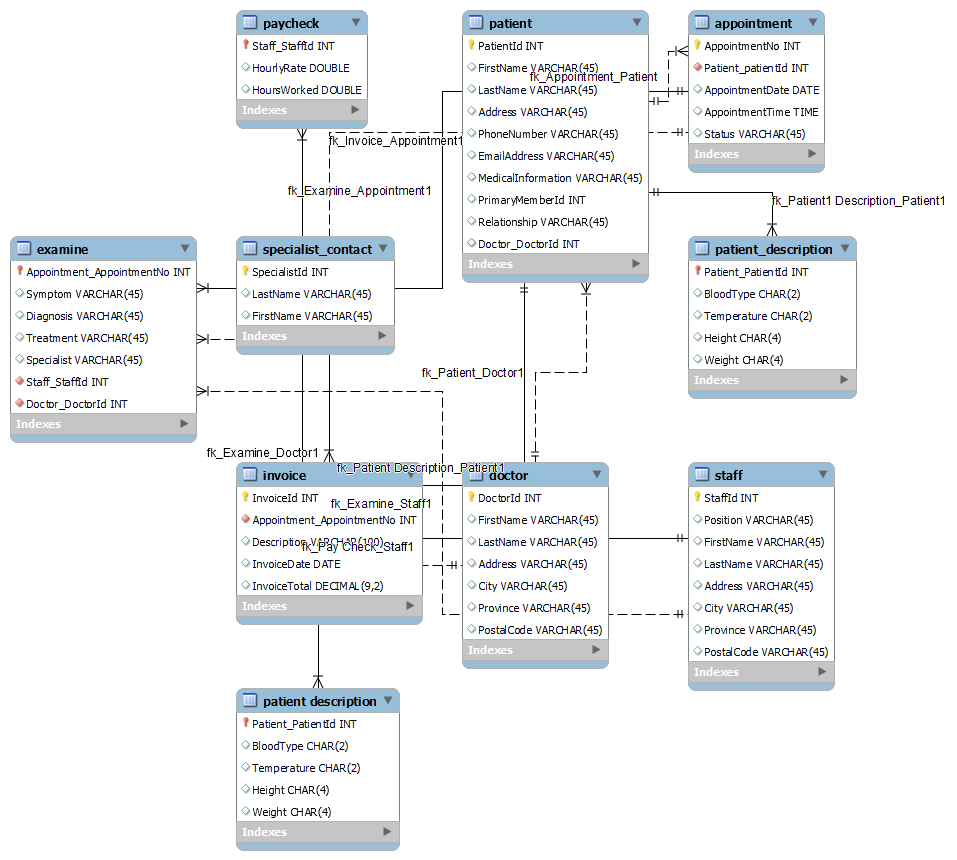 paycheck
Staff_StaffId INT
HourlyRate DOUBLE
HoursWorked DOUBLE
Indexes
patient
PatientId INT
FirstName VARCHAR(45)
LastName VARCHAR(45)
Address VARCHAR(45)
PhoneNumber VARCHAR(45)
EmailAddress VARCHAR(45)
MedicalInformation VARCHAR(45)
PrimaryMemberId INT
Relationship VARCHAR(45)
Doctor_DoctorId INT
Indexes
appointment
AppointmentNo INT
Patient_patientId INT
AppointmentDate DATE
AppointmentTime TIME
Status VARCHAR(45)
Indexes
fk_Appointment_Patient
fk_Invoice_Appointment1
fk_Examine_Appointment1
fk_Patient1 Description_Patient1
examine
Appointment_AppointmentNo INT
Symptom VARCHAR(45)
Diagnosis VARCHAR(45)
Treatment VARCHAR(45)
Specialist VARCHAR(45)
Staff_StaffId INT
Doctor_DoctorId INT
Indexes
specialist_contact
SpecialistId INT
LastName VARCHAR(45)
FirstName VARCHAR(45)
Indexes
patient_description
Patient_PatientId INT
BloodType CHAR(2)
Temperature CHAR(2)
Height CHAR(4)
Weight CHAR(4)
Indexes
fk_Patient_Doctor1
fk_Examine_Doctor1
fk_Patient Description_Patient1
fk_Examine_Staff1
fk_Pay Check_Staff1
invoice
InvoiceId INT
Appointment_AppointmentNo INT
Description VARCHAR(100)
InvoiceDate DATE
InvoiceTotal DECIMAL(9,2)
Indexes
doctor
DoctorId INT
FirstName VARCHAR(45)
LastName VARCHAR(45)
Address VARCHAR(45)
City VARCHAR(45)
Province VARCHAR(45)
PostalCode VARCHAR(45)
Indexes
staff
StaffId INT
Position VARCHAR(45)
FirstName VARCHAR(45)
LastName VARCHAR(45)
Address VARCHAR(45)
City VARCHAR(45)
Province VARCHAR(45)
PostalCode VARCHAR(45)
Indexes
patient description
Patient_PatientId INT
BloodType CHAR(2)
Temperature CHAR(2)
Height CHAR(4)
Weight CHAR(4)
Indexes